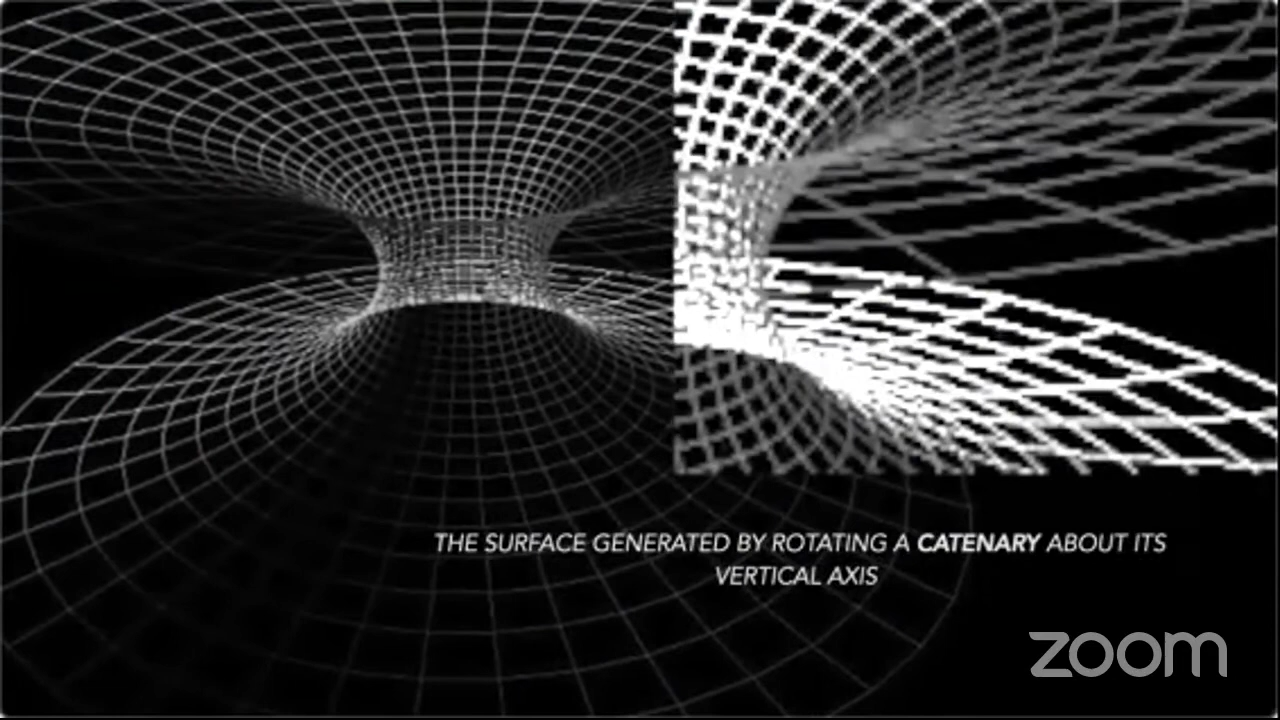 THE SURFACE GENERATED BY ROTATING A CATENARY ABOUT ITS
VERTICAL AXIS
zoom